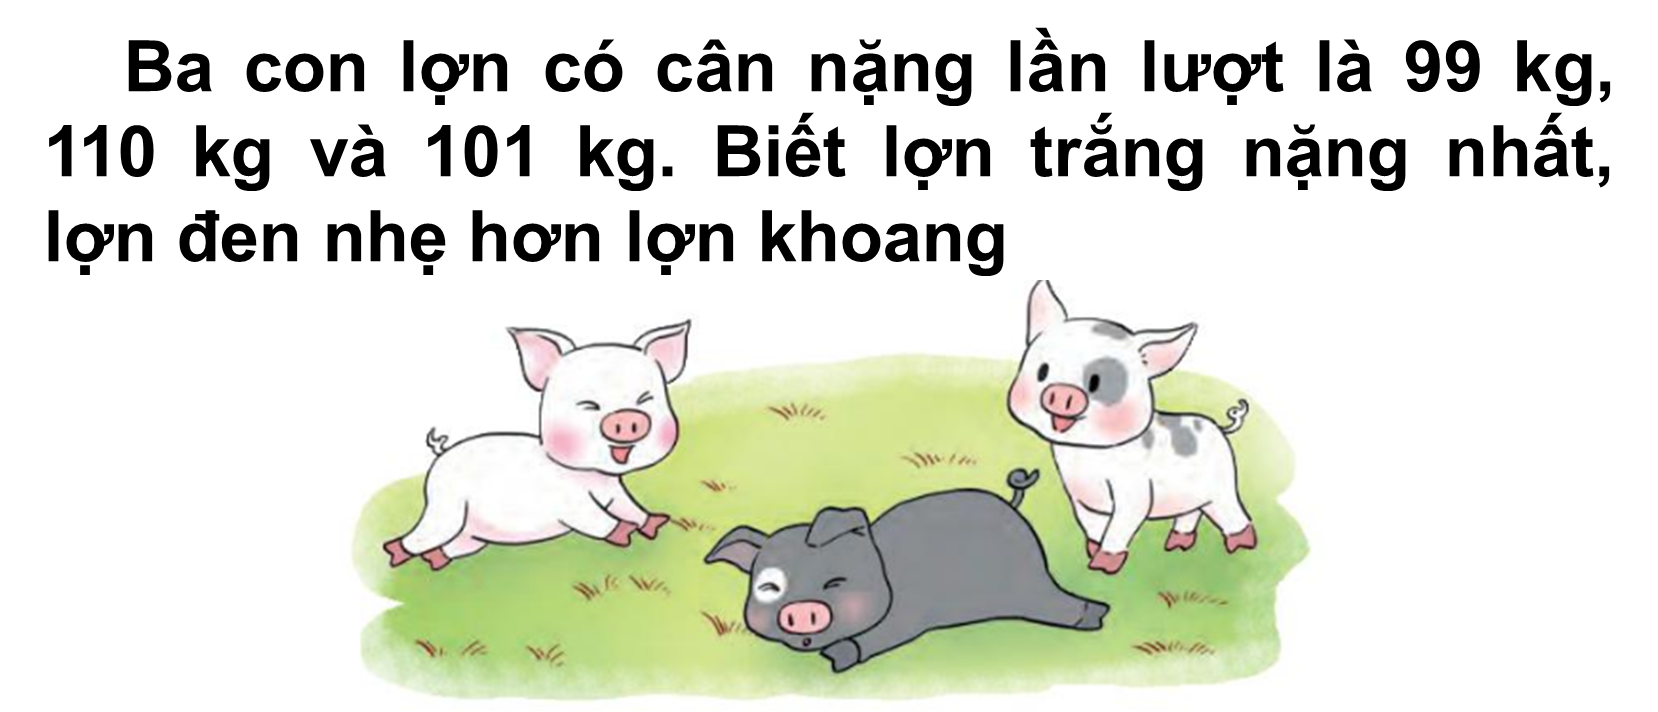 Ba con lợn có cân nặng lần lượt là 99 kg,
110 kg và 101 kg. Biết lợn trắng nặng nhất,
lợn đen nhẹ hơn lợn khoang